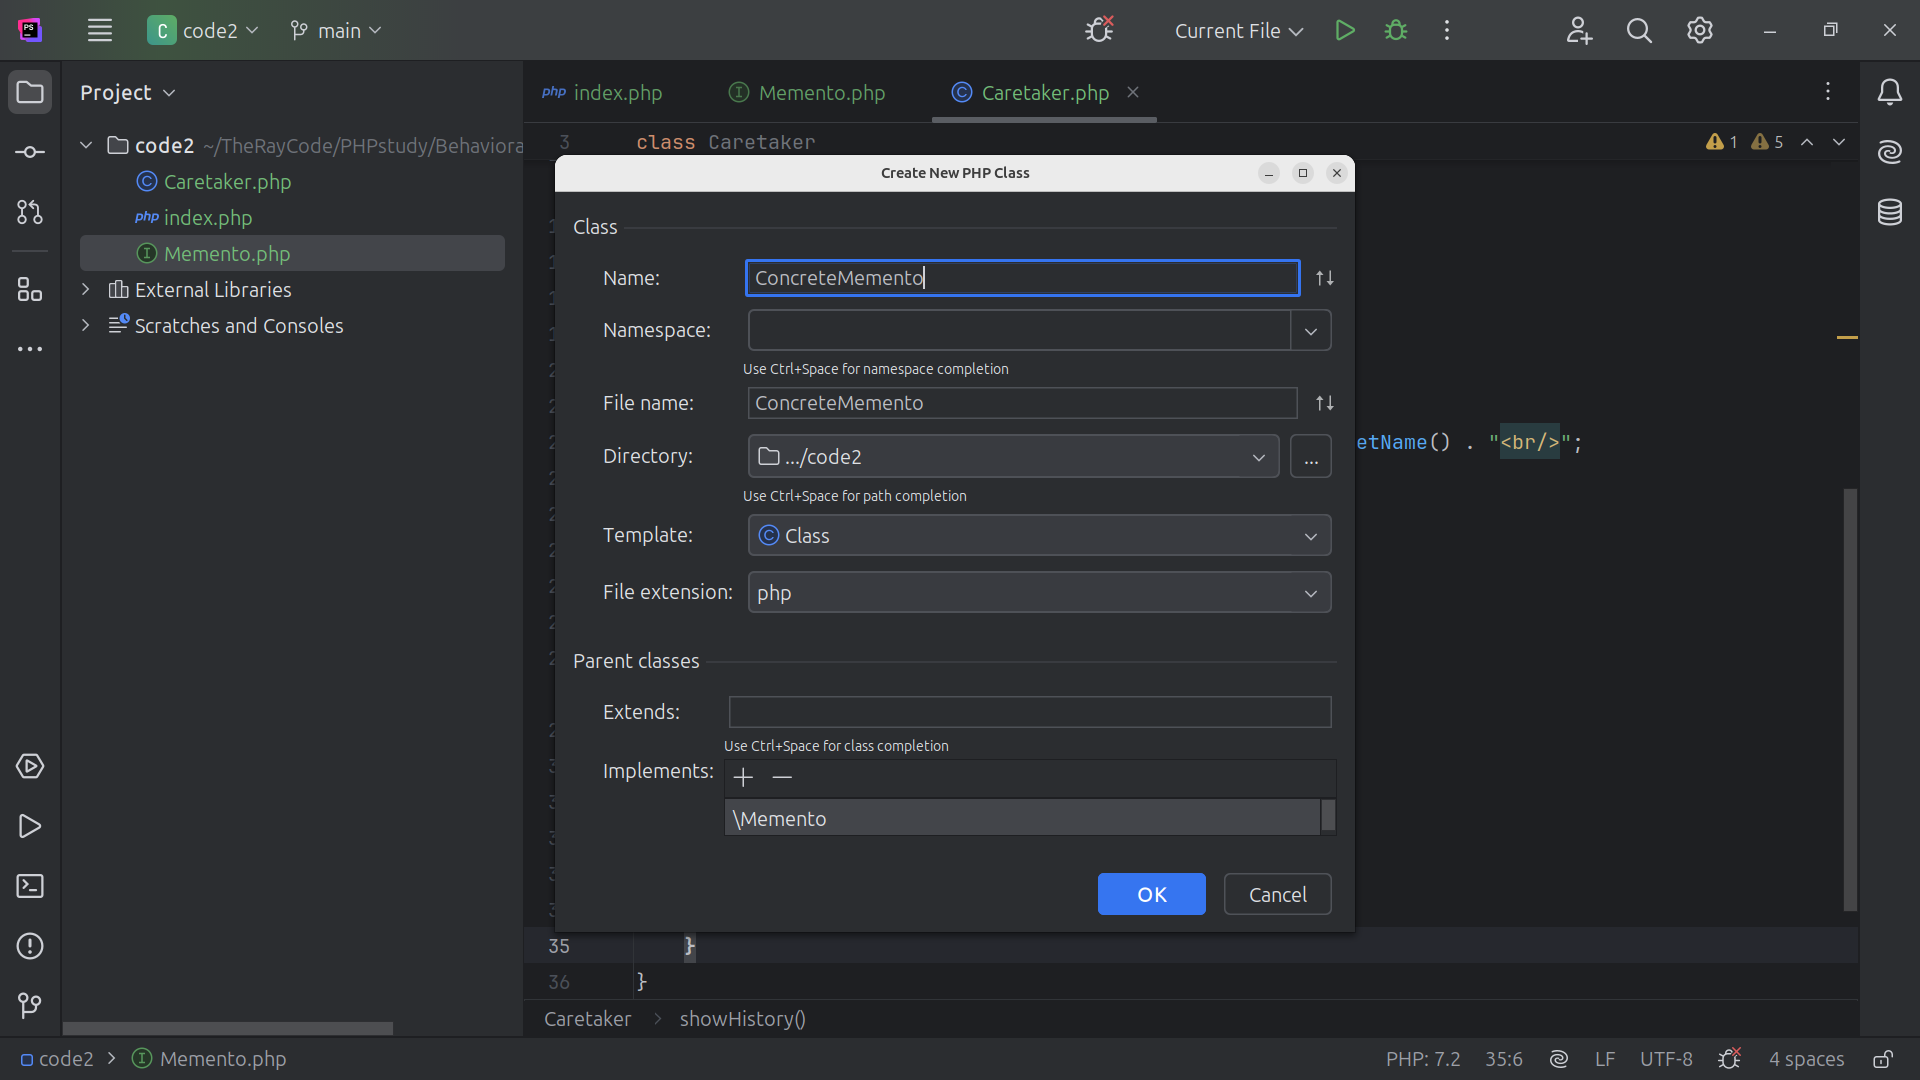 PS
C code2 main Current File
Project
index.php Memento.php Caretaker.php
php
code2 ~/TheRayCode/PHPstudy/Behaviora
Caretaker.php
php index.php
Memento.php
External Libraries
Scratches and Consoles
3 class Caretaker 1 5
Create New PHP Class
Class
Name: ConcreteMemento
Namespace:
Use Ctrl+Space for namespace completion
File name: ConcreteMemento
Directory: .../code2 ...
Use Ctrl+Space for path completion
Template: C Class
File extension: php
Parent classes
Extends:
Use Ctrl+Space for class completion
Implements:
\Memento
OK Cancel
etName() . "<br/>";
35 }
36 }
Caretaker showHistory()
code2 Memento.php PHP: 7.2 35:6 LF UTF-8 4 spaces